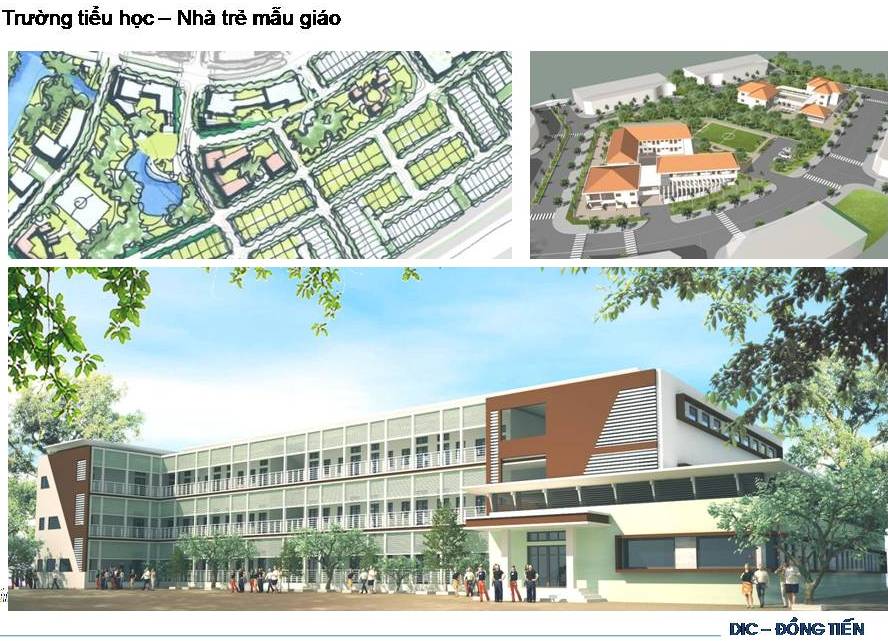 Trường tiểu học – Nhà trẻ mẫu giáo
DIC – ĐỒNG TIẾN